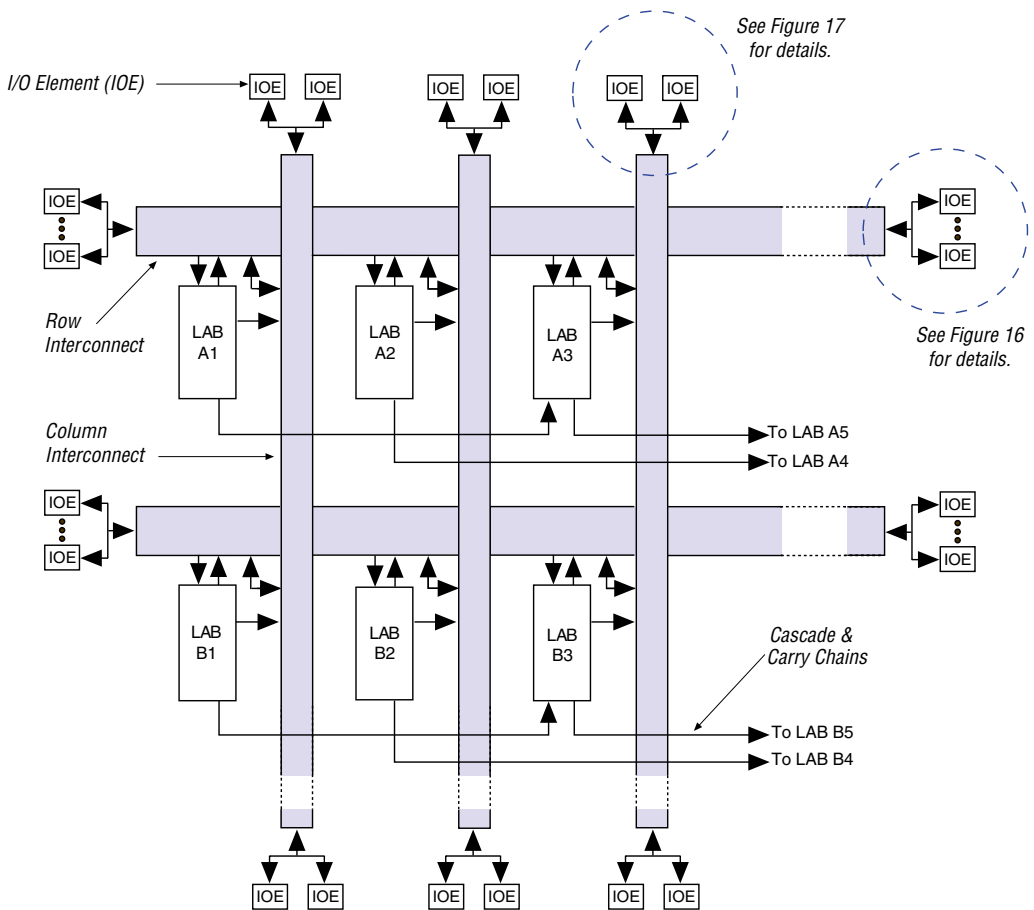 See Figure 17
for details.
I/O Element (IOE)
IOE
IOE
IOE
IOE
IOE
IOE
IOE
IOE
IOE
IOE
See Figure 16
for details.
Row
Interconnect
LAB
A1
LAB
A2
LAB
A3
Column
Interconnect
To LAB A5
To LAB A4
IOE
IOE
IOE
IOE
LAB
B1
LAB
B2
LAB
B3
Cascade &
Carry Chains
To LAB B5
To LAB B4
IOE
IOE
IOE
IOE
IOE
IOE